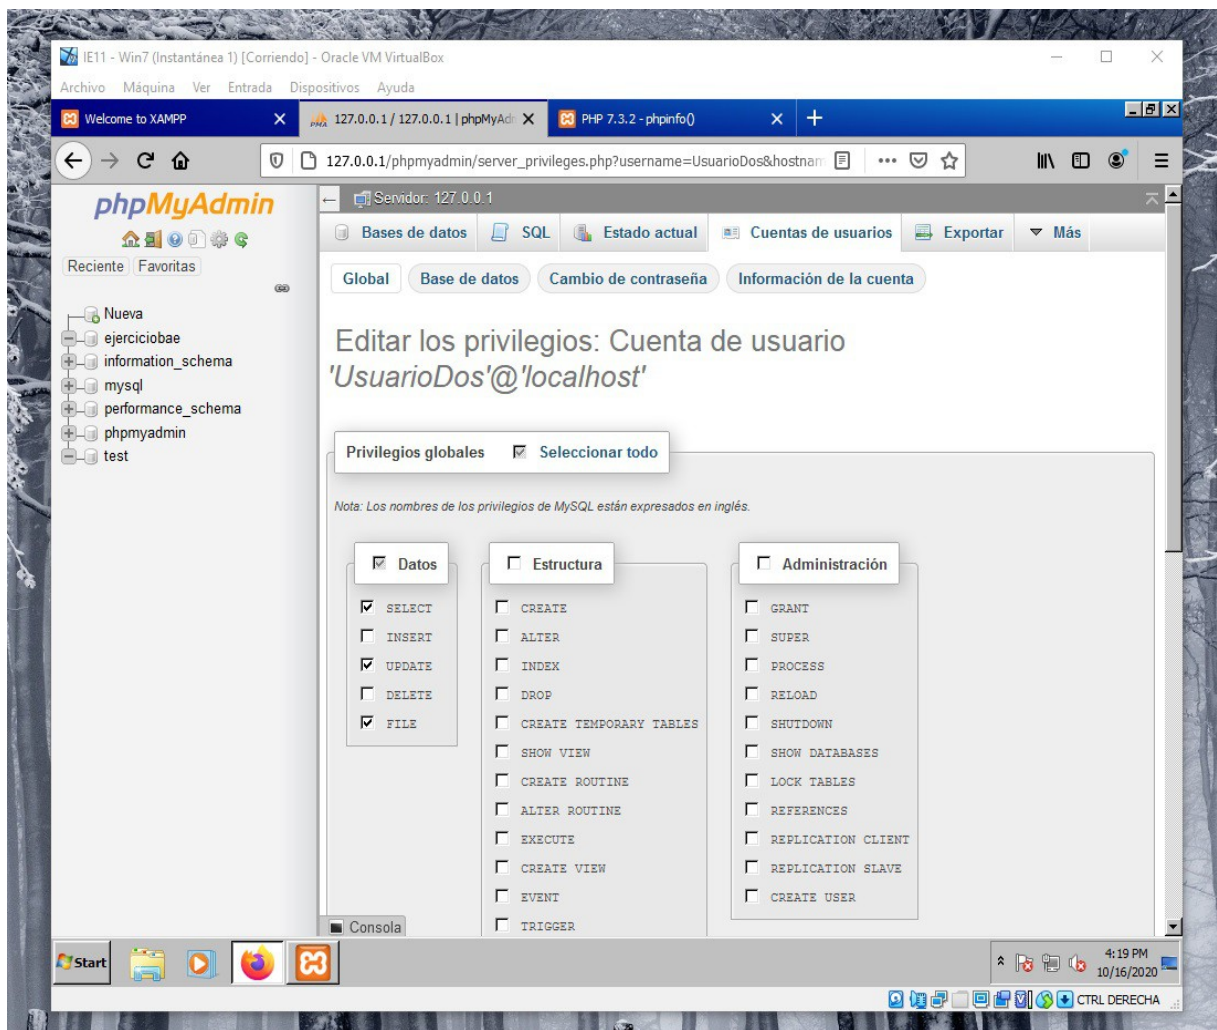 IE11 - Win7 (Instantánea 1) [Corriendo] - Oracle VM VirtualBox
Archivo Máquina Ver Entrada Dispositivos Ayuda
Welcome to XAMPP
127.0.0.1 / 127.0.0.1 | phpMyAdn
PHP 7.3.2 - phpinfo()
127.0.0.1/phpmyadmin/server_privileges.php?username=UsuarioDos&hostnam
phpMyAdmin
Reciente Favoritas
Nueva
ejerciciobae
information_schema
mysql
performance_schema
phpmyadmin
test
Servidor: 127.0.0.1
Bases de datos SQL Estado actual Cuentas de usuarios Exportar Más
Global Base de datos Cambio de contraseña Información de la cuenta
Editar los privilegios: Cuenta de usuario
'UsuarioDos'@'localhost'
Privilegios globales Seleccionar todo
Nota: Los nombres de los privilegios de MySQL están expresados en inglés.
Datos
SELECT
INSERT
UPDATE
DELETE
FILE
Estructura
CREATE
ALTER
INDEX
DROP
CREATE TEMPORARY TABLES
SHOW VIEW
CREATE ROUTINE
ALTER ROUTINE
EXECUTE
CREATE VIEW
EVENT
TRIGGER
Administración
GRANT
SUPER
PROCESS
RELOAD
SHUTDOWN
SHOW DATABASES
LOCK TABLES
REFERENCES
REPLICATION CLIENT
REPLICATION SLAVE
CREATE USER
Consola
Start
4:19 PM
10/16/2020
CTRL DERECHA